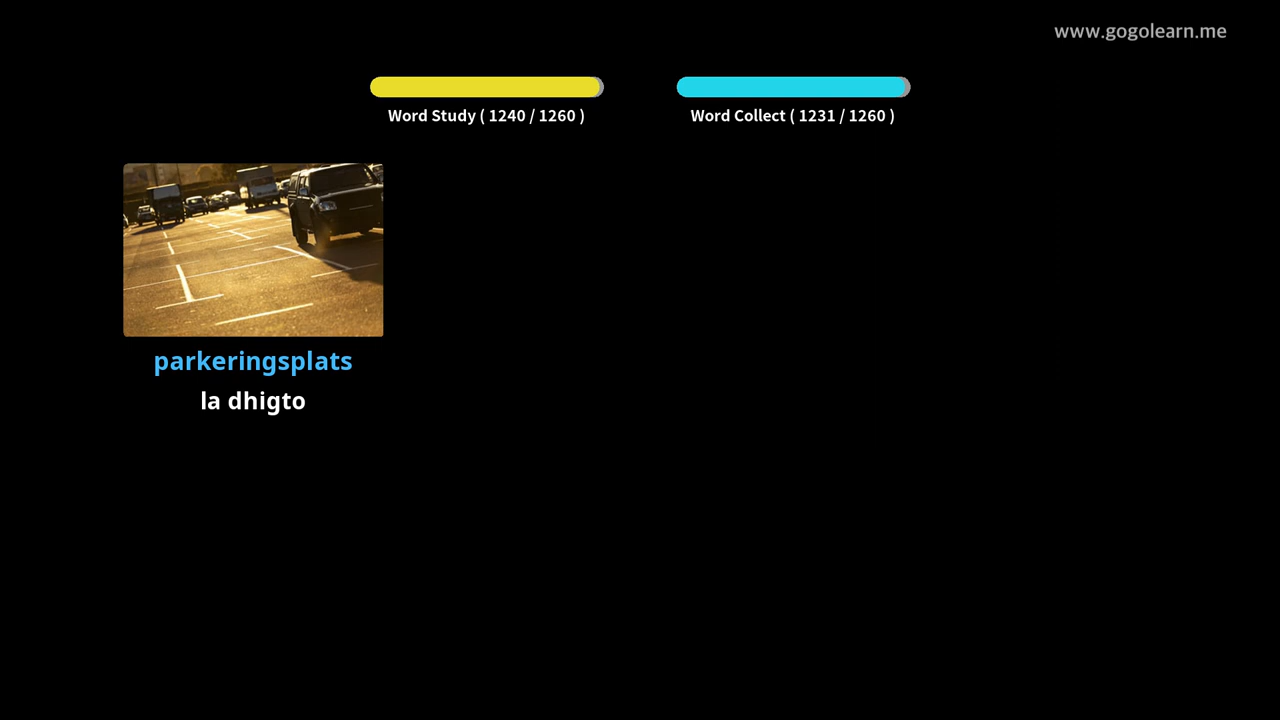 www.gogolearn.me
Word Study ( 1240 / 1260 )
Word Collect ( 1231 / 1260 )
parkeringsplats
la dhigto